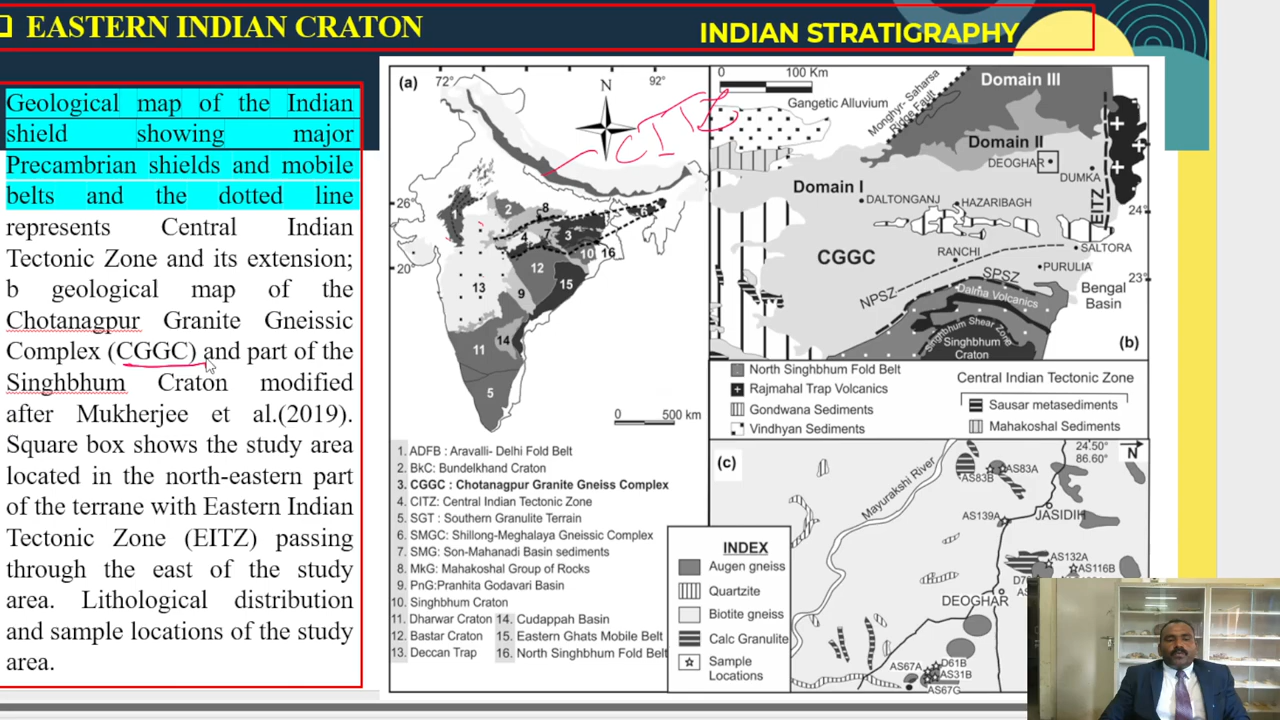 EASTERN INDIAN CRATON
INDIAN STRATIGRAPHY
Geological map of the Indian
shield showing major
Precambrian shields and mobile
belts and the dotted line
represents Central Indian
Tectonic Zone and its extension;
b geological map of the
Chotanagpur Granite Gneissic
Complex (CGGC) and part of the
Singhbhum Craton modified
after Mukherjee et al.(2019).
Square box shows the study area
located in the north-eastern part
of the terrane with Eastern Indian
Tectonic Zone (EITZ) passing
through the east of the study
area. Lithological distribution
and sample locations of the study
area.
(a)
72°
92°
N
CITZ
26°
20°
2
8
6
4
7
3
10
16
12
15
13
9
14
11
5
0 500 km
1. ADFB : Aravalli- Delhi Fold Belt
2. BkC: Bundelkhand Craton
3. CGGC : Chotanagpur Granite Gneiss Complex
4. CITZ: Central Indian Tectonic Zone
5. SGT : Southern Granulite Terrain
6. SMGC: Shillong-Meghalaya Gneissic Complex
7. SMG: Son-Mahanadi Basin sediments
8. MkG: Mahakoshal Group of Rocks
9. PnG:Pranhita Godavari Basin
10. Singhbhum Craton
11. Dharwar Craton 14. Cudappah Basin
12. Bastar Craton 15. Eastern Ghats Mobile Belt
13. Deccan Trap 16. North Singhbhum Fold Belt
0 100 Km
Gangetic Alluvium
Monghyr- Saharsa
Ridge Fault
Domain III
Domain II
DEOGHAR
DUMKA
Domain I
DALTONGANJ
HAZARIBAGH
EITZ
24°
CGGC
RANCHI
SALTORA
NPSZ
SPSZ
PURULIA
23°
Dalma Volcanics
Bengal
Basin
Singhbhum Shear Zone
Singhbhum
Craton
(b)
North Singhbhum Fold Belt
Rajmahal Trap Volcanics
Gondwana Sediments
Vindhyan Sediments
Central Indian Tectonic Zone
Sausar metasediments
Mahakoshal Sediments
(c)
Mayurakshi River
24.50°
86.60°
N
AS83A
AS83B
AS139A
JASIDIH
AS132A
AS116B
DEOGHAR
AS67A
D61B
AS31B
AS67G
INDEX
Augen gneiss
Quartzite
Biotite gneiss
Calc Granulite
Sample
Locations